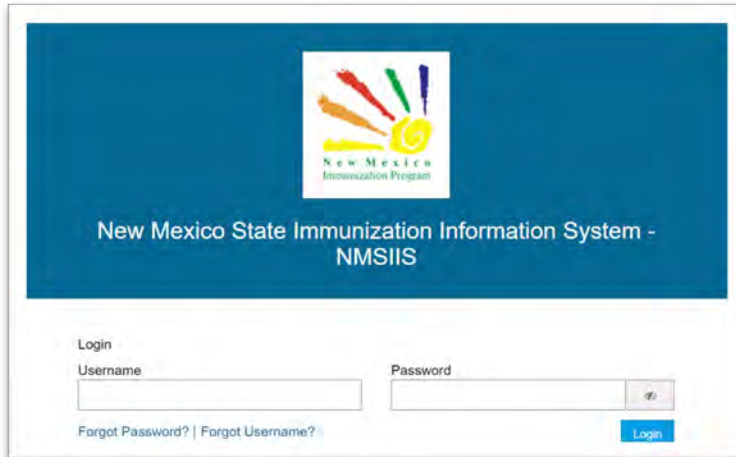 New Mexico
Immunization Program
New Mexico State Immunization Information System -
NMSIIS
Login
Username
Password
Forgot Password? | Forgot Username?
Login